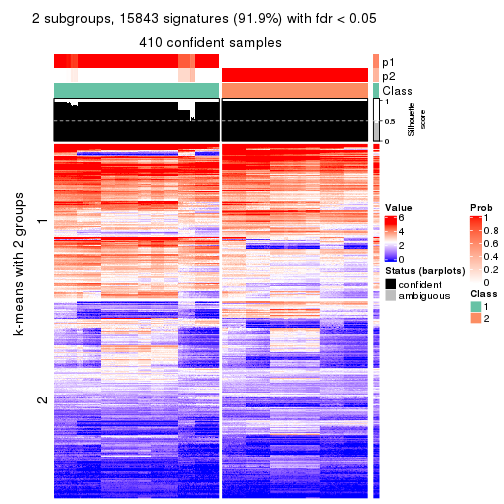 2 subgroups, 15843 signatures (91.9%) with fdr < 0.05
410 confident samples
p1
p2
Class
1
0.5
0
Silhouette
score
k-means with 2 groups
1
2
Value
6
4
2
0
Status (barplots)
confident
ambiguous
Prob
1
0.8
0.6
0.4
0.2
0
Class
1
2